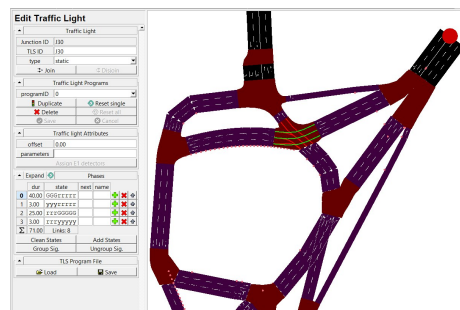 Edit Traffic Light
Traffic Light
Junction ID J30
TLS ID J30
type static
Join Disjoin
Traffic Light Programs
programID 0
Duplicate Reset single
Delete Reset all
Save Cancel
Traffic light Attributes
offset 0.00
parameters
Assign E1 detectors
Expand Phases
dur state next name
0 40.00 GGGrrrrr
1 3.00 yyyrrrrr
2 25.00 rrrGGGGG
3 3.00 rrryyyyy
Σ 71.00 Links: 8
Clean States Add States
Group Sig. Ungroup Sig.
TLS Program File
Load Save